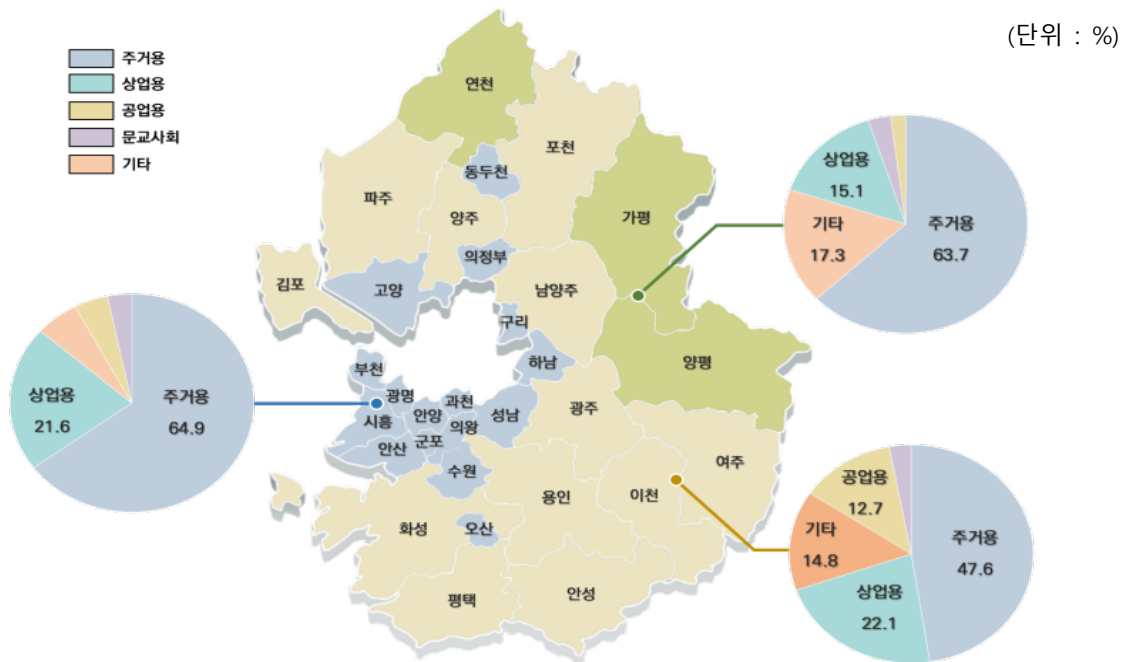 (단위 : %)
주거용
상업용
공업용
문교사회
기타
연천
포천
동두천
파주
양주
가평
의정부
김포
고양
남양주
구리
하남
양평
부천
광명
과천
시흥
안양
성남
광주
의왕
군포
안산
수원
여주
용인
이천
화성
오산
평택
안성
상업용
15.1
기타
17.3
주거용
63.7
상업용
21.6
주거용
64.9
공업용
12.7
기타
14.8
주거용
47.6
상업용
22.1